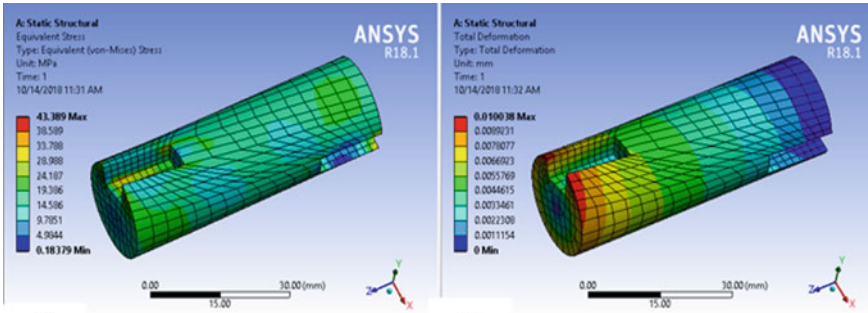 A: Static Structural
Equivalent Stress
Type: Equivalent (von-Mises) Stress
Unit: MPa
Time: 1
10/14/2018 11:31 AM
43.389 Max
38.589
33.788
28.988
24.187
19.386
14.586
9.7851
4.9844
0.18379 Min
ANSYS
R18.1
0.00
30.00 (mm)
15.00
Y
Z
X
A: Static Structural
Total Deformation
Type: Total Deformation
Unit: mm
Time: 1
10/14/2018 11:32 AM
0.010038 Max
0.0089231
0.0078077
0.0066923
0.0055769
0.0044615
0.0033461
0.0022308
0.0011154
0 Min
ANSYS
R18.1
0.00
30.00 (mm)
15.00
Y
Z
X